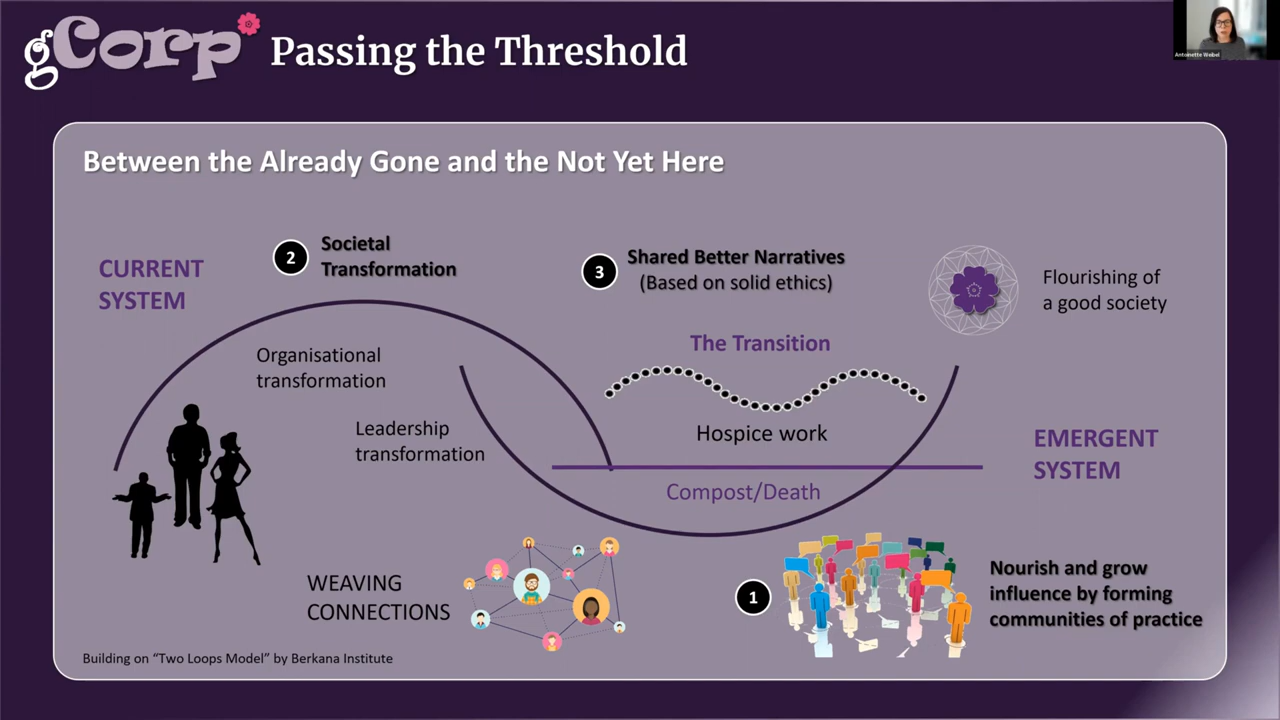 gCorp
Passing the Threshold
Antoinette Weibel
Between the Already Gone and the Not Yet Here
CURRENT
SYSTEM
2
Societal
Transformation
3
Shared Better Narratives
(Based on solid ethics)
Flourishing of
a good society
The Transition
Organisational
transformation
Leadership
transformation
Hospice work
EMERGENT
SYSTEM
Compost/Death
WEAVING
CONNECTIONS
1
Nourish and grow
influence by forming
communities of practice
Building on “Two Loops Model” by Berkana Institute